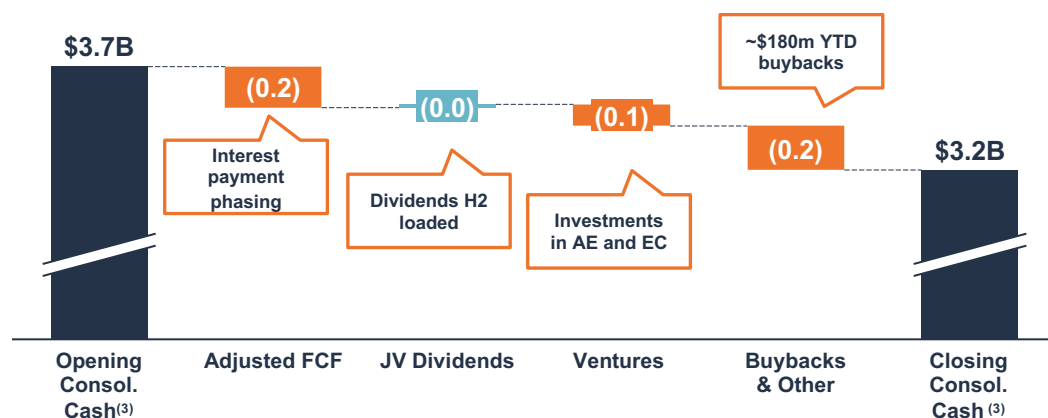 $3.7B
(0.2)
Interest
payment
phasing
(0.0)
Dividends H2
loaded
(0.1)
Investments
in AE and EC
~$180m YTD
buybacks
(0.2)
$3.2B
Opening
Consol.
Cash(3)
Adjusted FCF
JV Dividends
Ventures
Buybacks
& Other
Closing
Consol.
Cash (3)